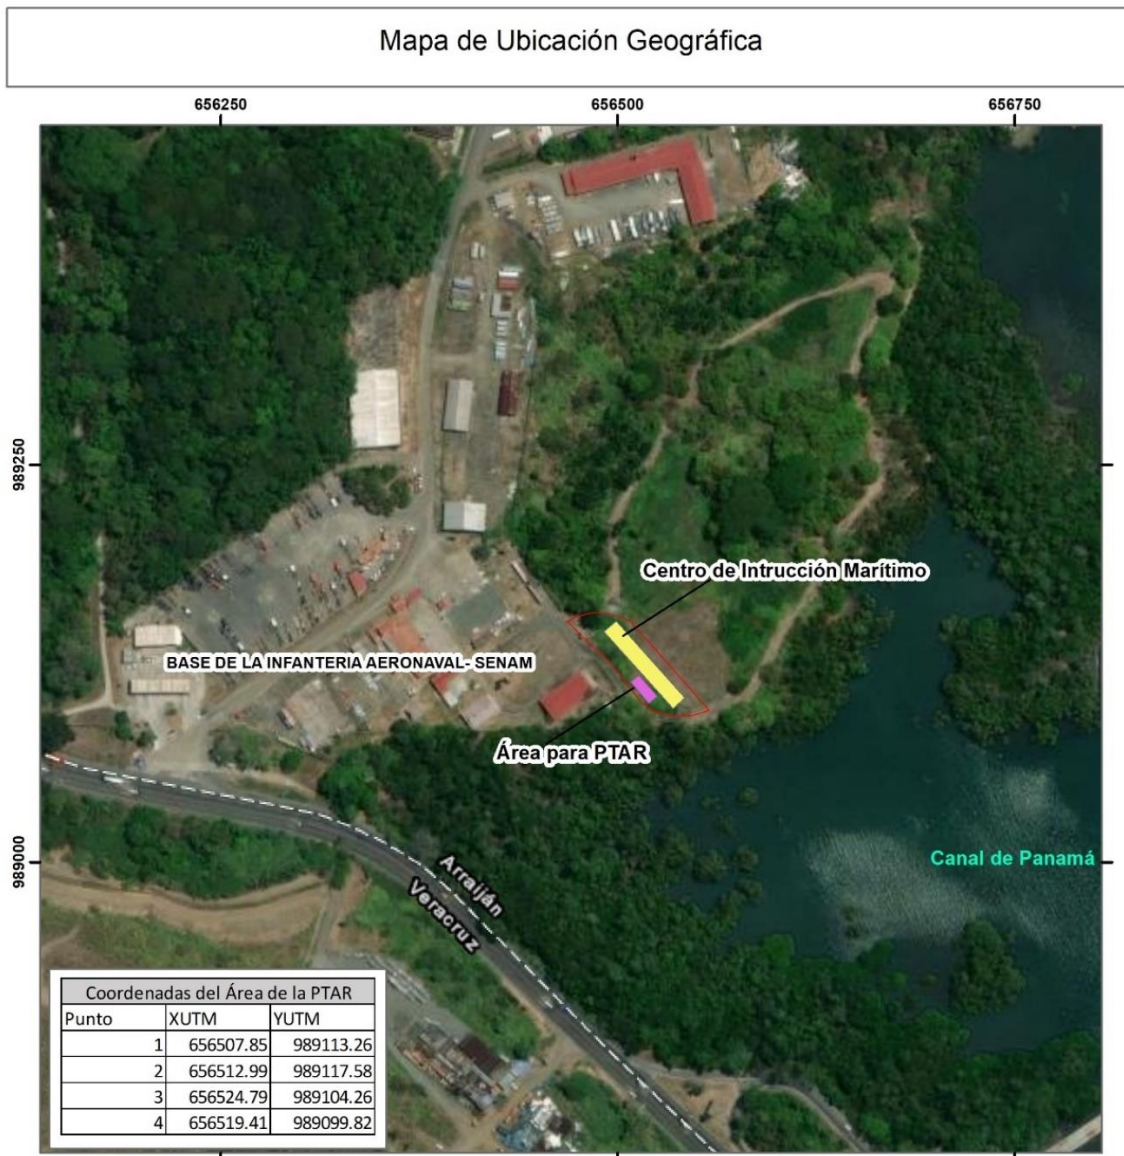 Mapa de Ubicación Geográfica
656250
656500
656750
989250
Centro de Intrucción Marítimo
BASE DE LA INFANTERIA AERONAVAL- SENAM
Área para PTAR
989000
Canal de Panamá
Arraiján
Veracruz
Coordenadas del Área de la PTAR
Punto XUTM YUTM
1 656507.85 989113.26
2 656512.99 989117.58
3 656524.79 989104.26
4 656519.41 989099.82